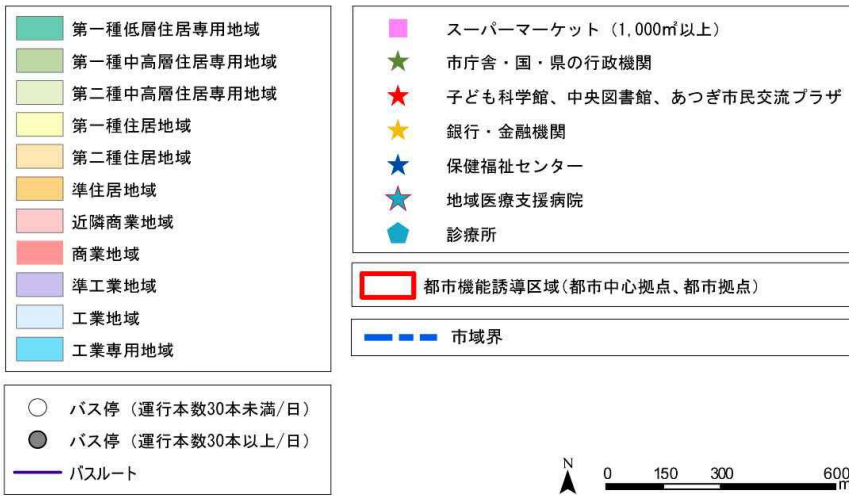 第一種低層住居専用地域
第一種中高層住居専用地域
第二種中高層住居専用地域
第一種住居地域
第二種住居地域
準住居地域
近隣商業地域
商業地域
準工業地域
工業地域
工業専用地域
バス停（運行本数30本未満/日）
バス停（運行本数30本以上/日）
バスルート
スーパーマーケット（1,000㎡以上）
市庁舎・国・県の行政機関
子ども科学館、中央図書館、あつぎ市民交流プラザ
銀行・金融機関
保健福祉センター
地域医療支援病院
診療所
都市機能誘導区域（都市中心拠点、都市拠点）
市域界
N
0 150 300 600
m